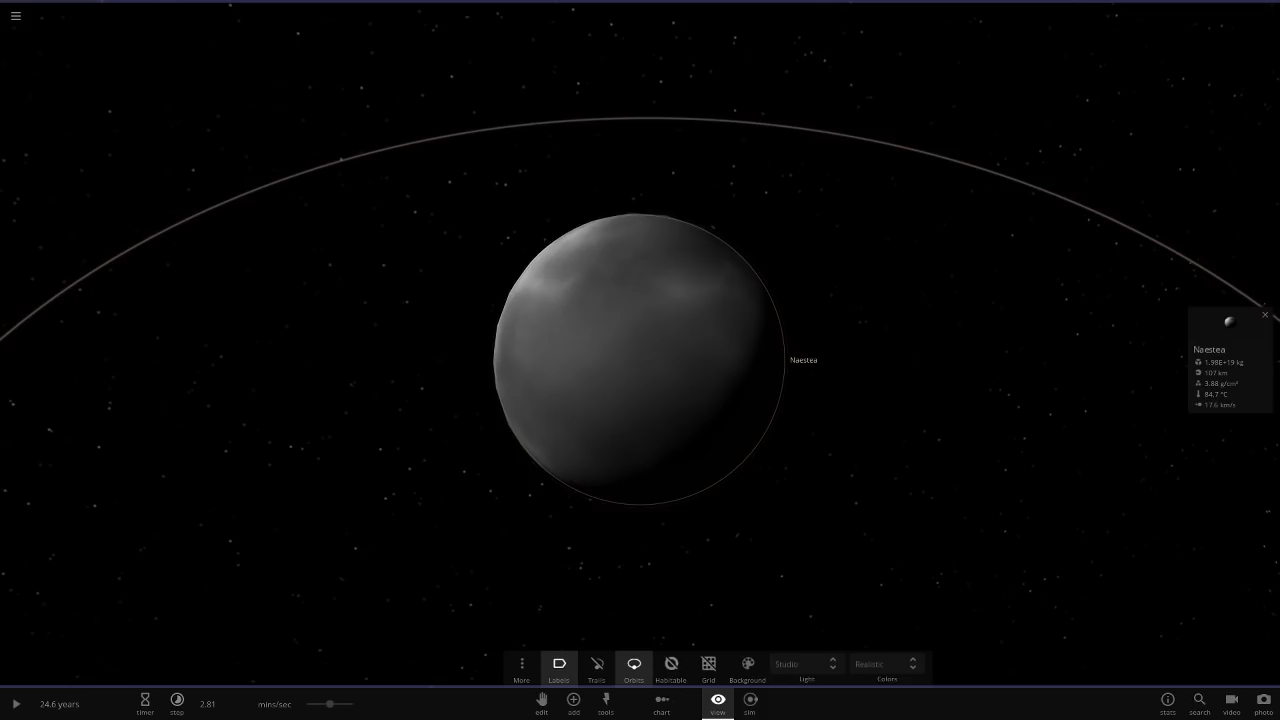 Naestea
Naestea
1.98E+19 kg
107 km
3.88 g/cm³
84.7 °C
17.6 km/s
More
Labels
Trails
Orbits
Habitable
Grid
Background
Studio
Light
Realistic
Colors
24.6 years
timer
step
2.81
mins/sec
edit
add
tools
chart
view
sim
stats
search
video
photo